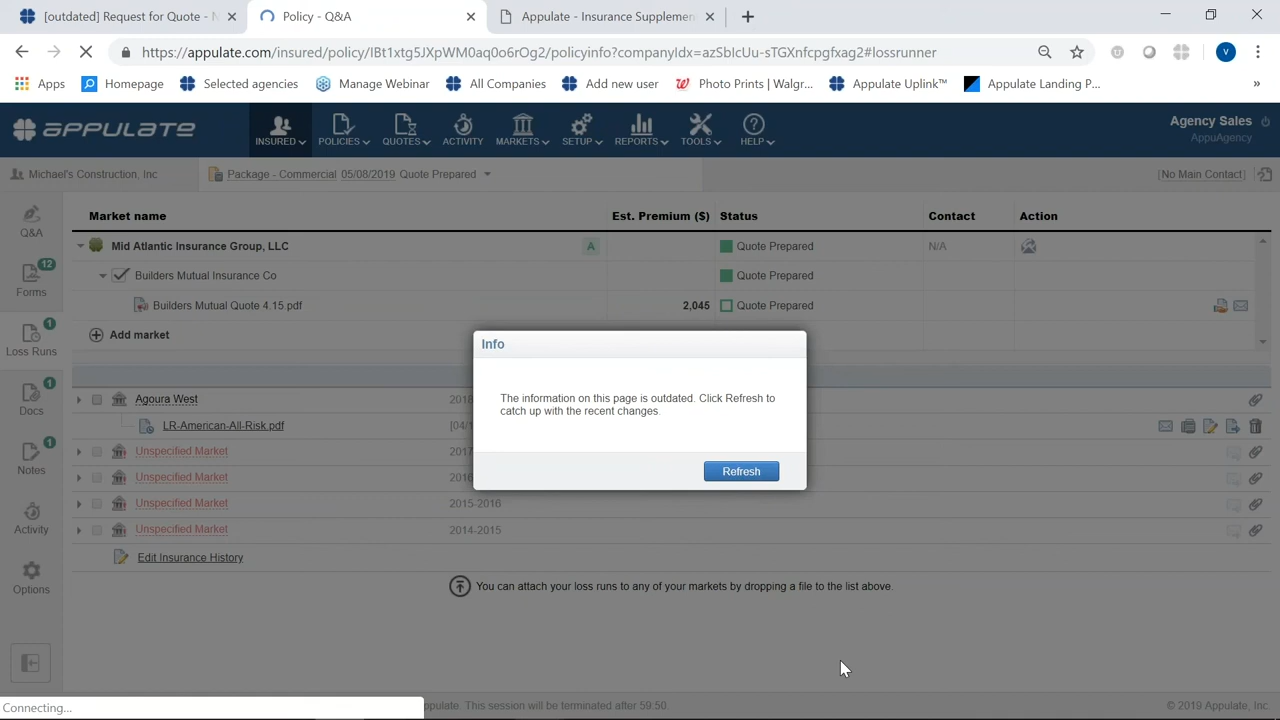 [outdated] Request for Quote - N
Policy - Q&A
Appulate - Insurance Supplemen
https://appulate.com/insured/policy/IBt1xtg5JXpWM0aq0o6rOg2/policyinfo?companyIdx=azSbIcUu-sTGXnfcpgfxag2#lossrunner
V
Apps
Homepage
Selected agencies
Manage Webinar
All Companies
Add new user
Photo Prints | Walgr...
Appulate Uplink™
Appulate Landing P...
»
APPULATE
INSURED
POLICIES
QUOTES
ACTIVITY
MARKETS
SETUP
REPORTS
TOOLS
HELP
Agency Sales
AppuAgency
Michael's Construction, Inc
Package - Commercial 05/08/2019 Quote Prepared
[No Main Contact]
Q&A
Forms 12
Loss Runs 1
Docs 1
Notes 1
Activity
Options
Market name Est. Premium ($) Status Contact Action
Mid Atlantic Insurance Group, LLC A Quote Prepared N/A
Builders Mutual Insurance Co Quote Prepared
Builders Mutual Quote 4.15.pdf 2,045 Quote Prepared
Add market
Info
The information on this page is outdated. Click Refresh to
catch up with the recent changes.
Refresh
Agoura West 2018
LR-American-All-Risk.pdf [04/1
Unspecified Market 2017
Unspecified Market 2016
Unspecified Market 2015-2016
Unspecified Market 2014-2015
Edit Insurance History
You can attach your loss runs to any of your markets by dropping a file to the list above.
Connecting...
ppulate. This session will be terminated after 59:50.
© 2019 Appulate, Inc.